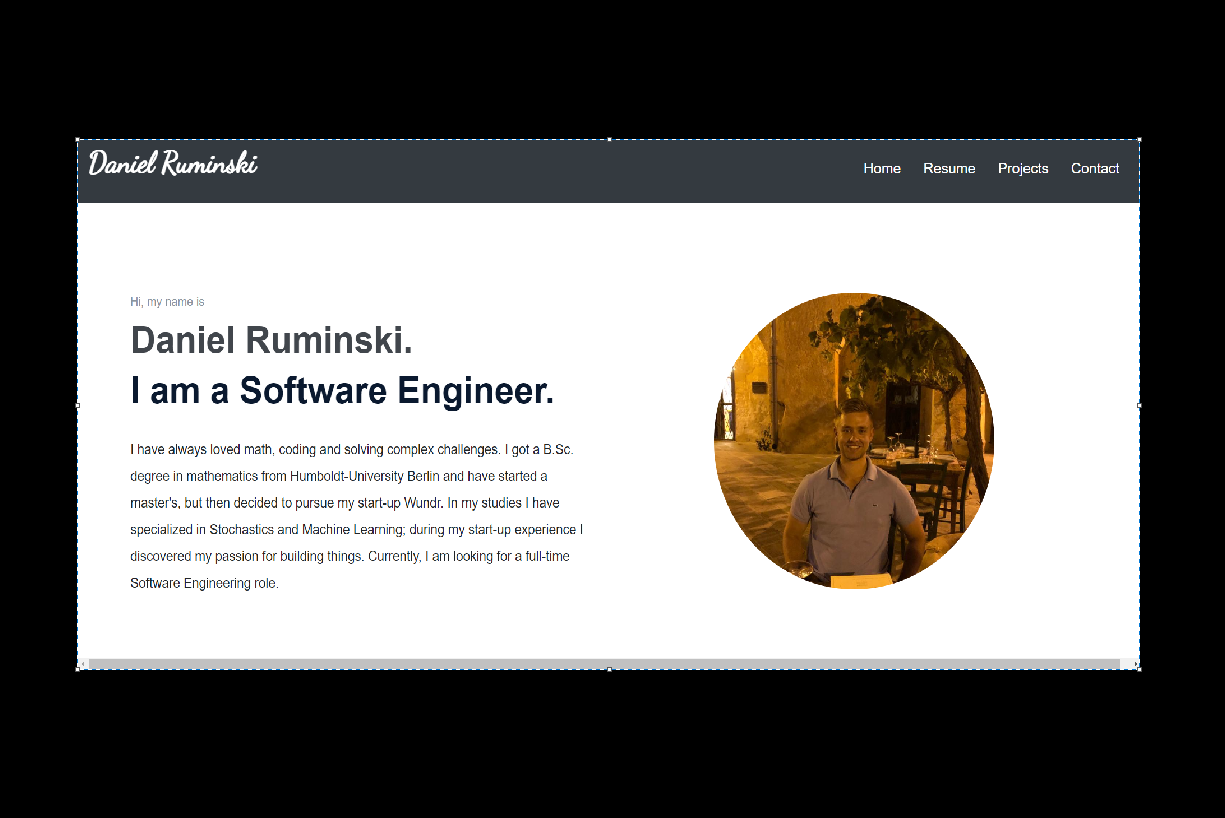 Daniel Ruminski
Home Resume Projects Contact
Hi, my name is
Daniel Ruminski.
I am a Software Engineer.
I have always loved math, coding and solving complex challenges. I got a B.Sc.
degree in mathematics from Humboldt-University Berlin and have started a
master's, but then decided to pursue my start-up Wundr. In my studies I have
specialized in Stochastics and Machine Learning; during my start-up experience I
discovered my passion for building things. Currently, I am looking for a full-time
Software Engineering role.